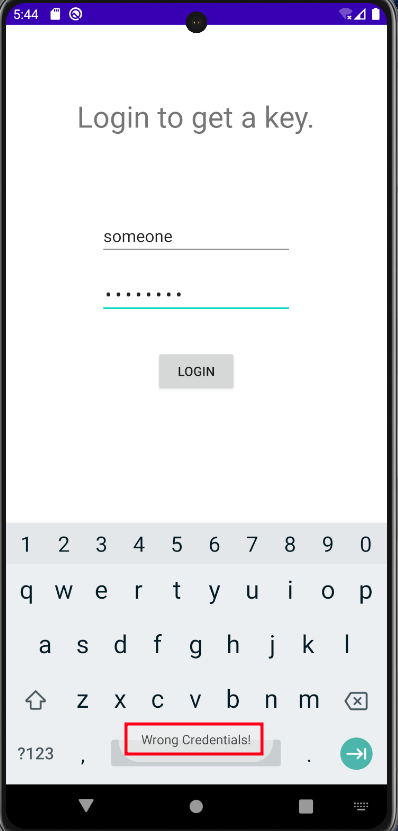 5:44
Login to get a key.
someone
••••••••
LOGIN
1 2 3 4 5 6 7 8 9 0
q w e r t y u i o p
a s d f g h j k l
z x c v b n m
Wrong Credentials!
?123 , .